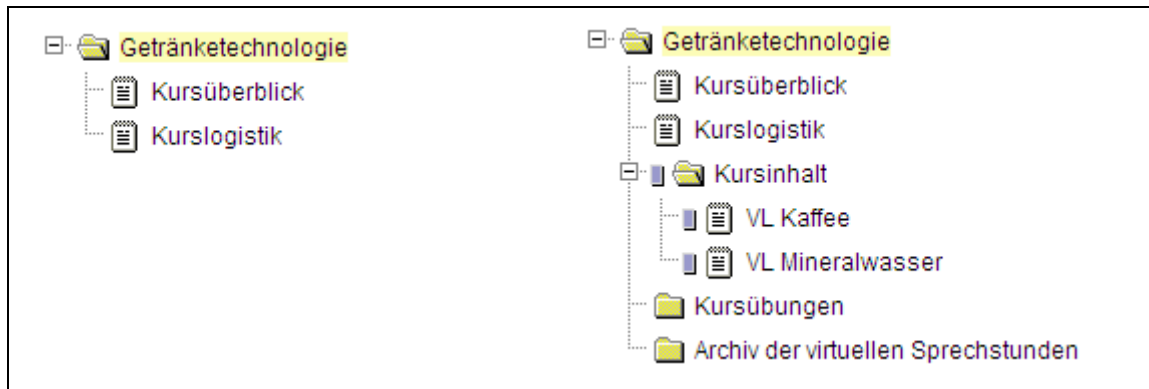 Getränketechnologie
Kursüberblick
Kurslogistik
Getränketechnologie
Kursüberblick
Kurslogistik
Kursinhalt
VL Kaffee
VL Mineralwasser
Kursübungen
Archiv der virtuellen Sprechstunden